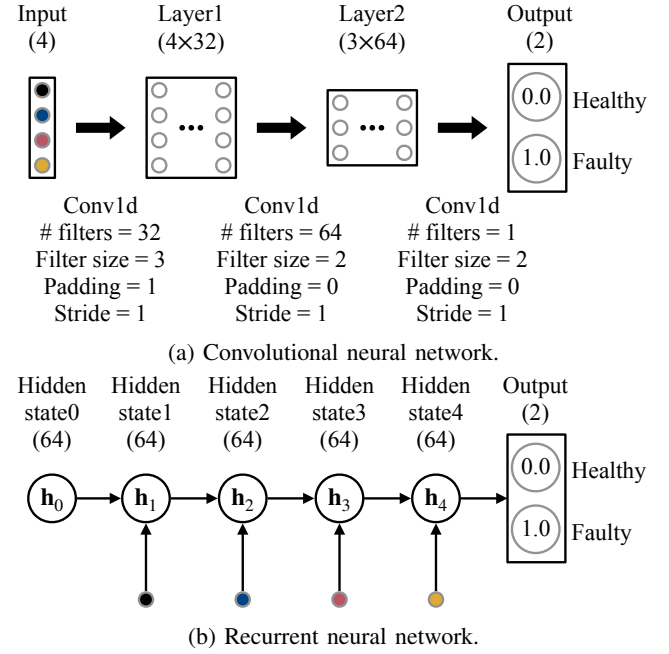 Input Layer1 Layer2 Output
(4) (4×32) (3×64) (2)
0.0 Healthy
1.0 Faulty
Conv1d Conv1d Conv1d
# filters = 32 # filters = 64 # filters = 1
Filter size = 3 Filter size = 2 Filter size = 2
Padding = 1 Padding = 0 Padding = 0
Stride = 1 Stride = 1 Stride = 1
(a) Convolutional neural network.
Hidden Hidden Hidden Hidden Hidden Output
state0 state1 state2 state3 state4 (2)
(64) (64) (64) (64) (64)
0.0 Healthy
h₀ h₁ h₂ h₃ h₄
1.0 Faulty
(b) Recurrent neural network.